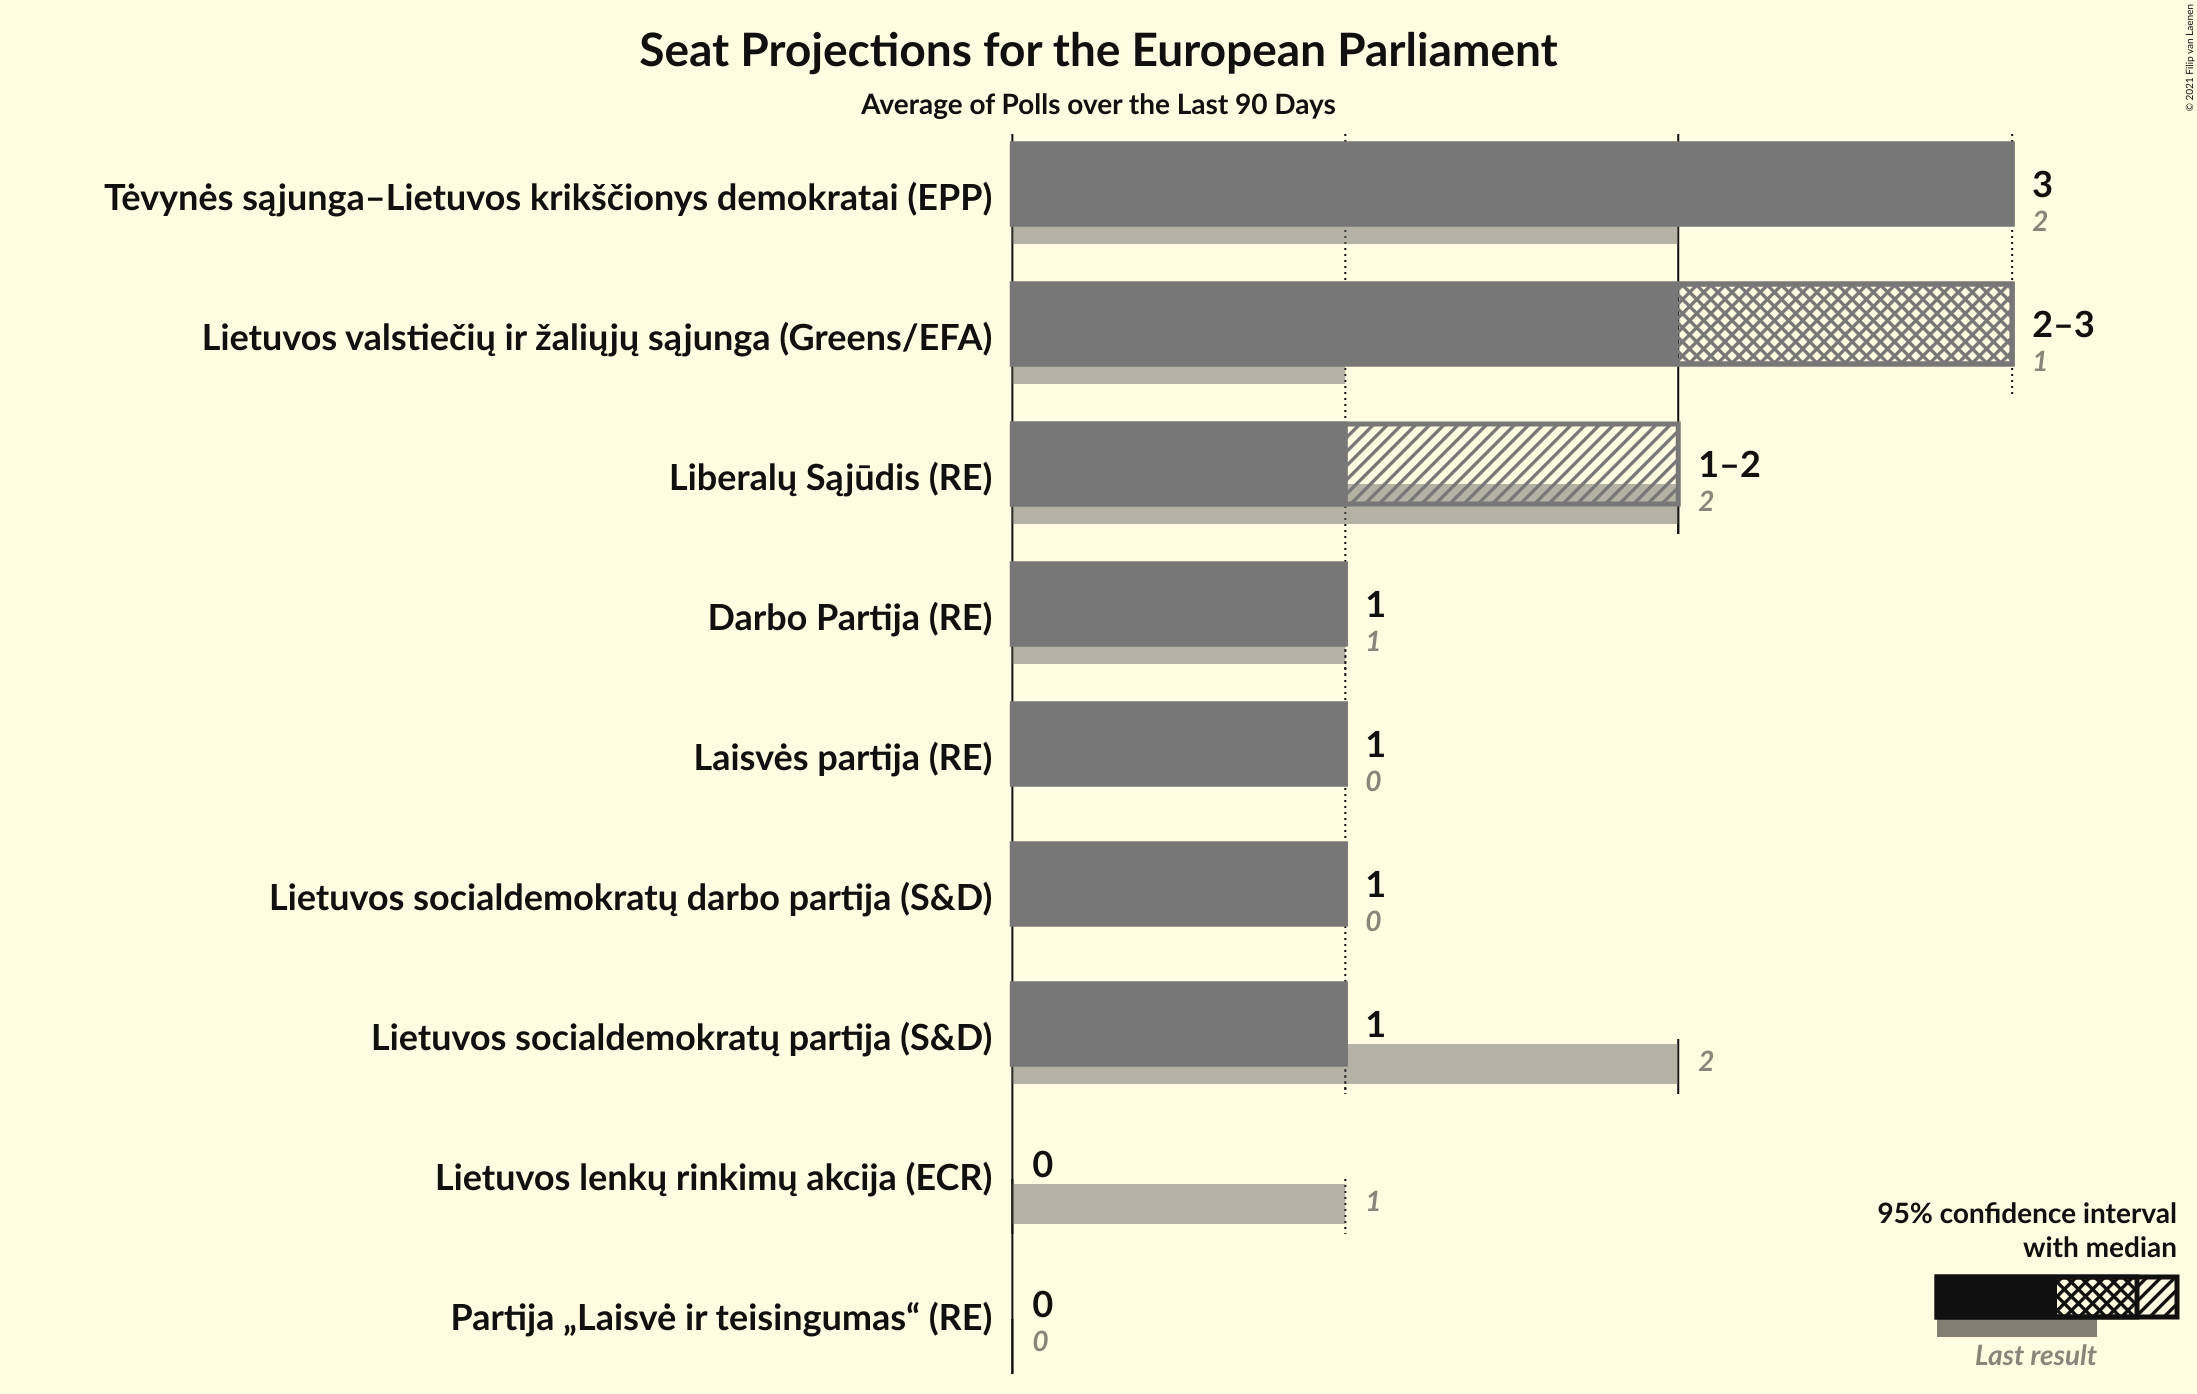 Seat Projections for the European Parliament
Average of Polls over the Last 90 Days
© 2021 Filip van Laenen
Tėvynės sąjunga–Lietuvos krikščionys demokratai (EPP)
3
2
Lietuvos valstiečių ir žaliųjų sąjunga (Greens/EFA)
2–3
1
Liberalų Sąjūdis (RE)
1–2
2
Darbo Partija (RE)
1
1
Laisvės partija (RE)
1
0
Lietuvos socialdemokratų darbo partija (S&D)
1
0
Lietuvos socialdemokratų partija (S&D)
1
2
Lietuvos lenkų rinkimų akcija (ECR)
0
1
Partija „Laisvė ir teisingumas“ (RE)
0
0
95% confidence interval
with median
Last result